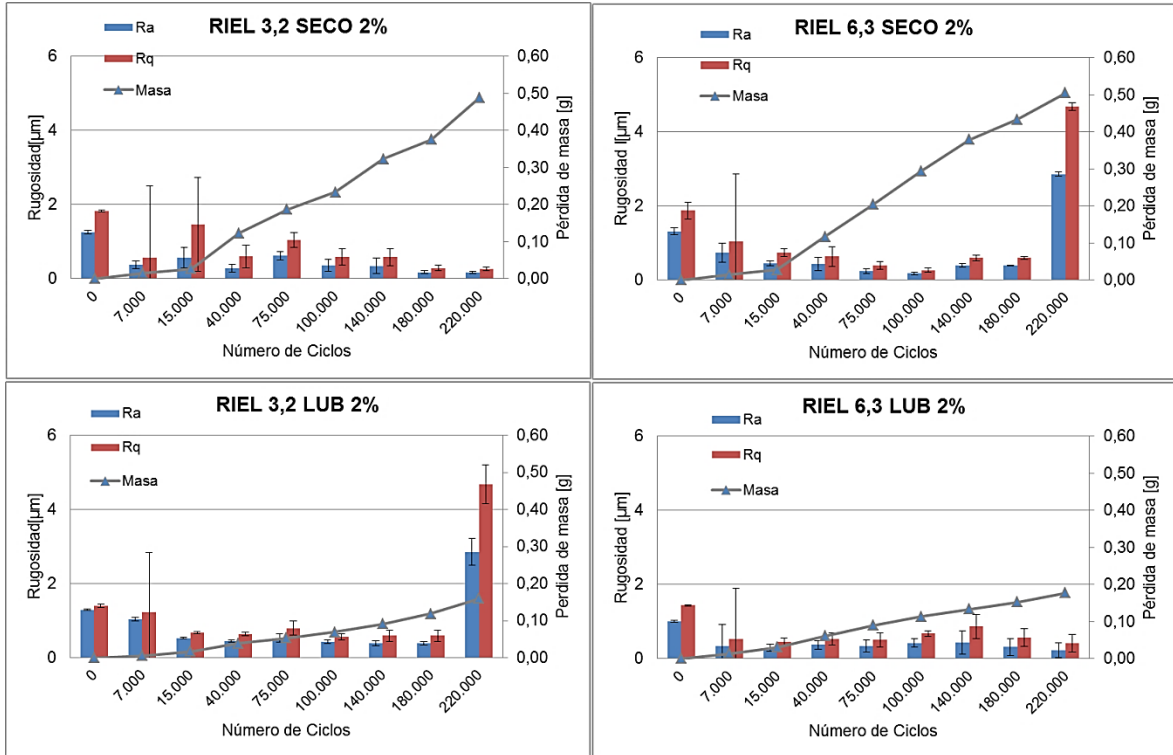 RIEL 3,2 SECO 2%
Ra
Rq
Masa
Rugosidad[µm]
6
4
2
0
0,60
0,50
0,40
0,30
0,20
0,10
0,00
Pérdida de masa [g]
0
7.000
15.000
40.000
75.000
100.000
140.000
180.000
220.000
Número de Ciclos
RIEL 6,3 SECO 2%
Ra
Rq
Masa
Rugosidad I[µm]
6
4
2
0
0,60
0,50
0,40
0,30
0,20
0,10
0,00
Pérdida de masa [g]
0
7.000
15.000
40.000
75.000
100.000
140.000
180.000
220.000
Número de Ciclos
RIEL 3,2 LUB 2%
Ra
Rq
Masa
Rugosidad[µm]
6
4
2
0
0,60
0,50
0,40
0,30
0,20
0,10
0,00
Perdida de masa [g]
0
7.000
15.000
40.000
75.000
100.000
140.000
180.000
220.000
Número de Ciclos
RIEL 6,3 LUB 2%
Ra
Rq
Masa
Rugosidad [µm]
6
4
2
0
0,60
0,50
0,40
0,30
0,20
0,10
0,00
Pérdida de masa [g]
0
7.000
15.000
40.000
75.000
100.000
140.000
180.000
220.000
Número de Ciclos